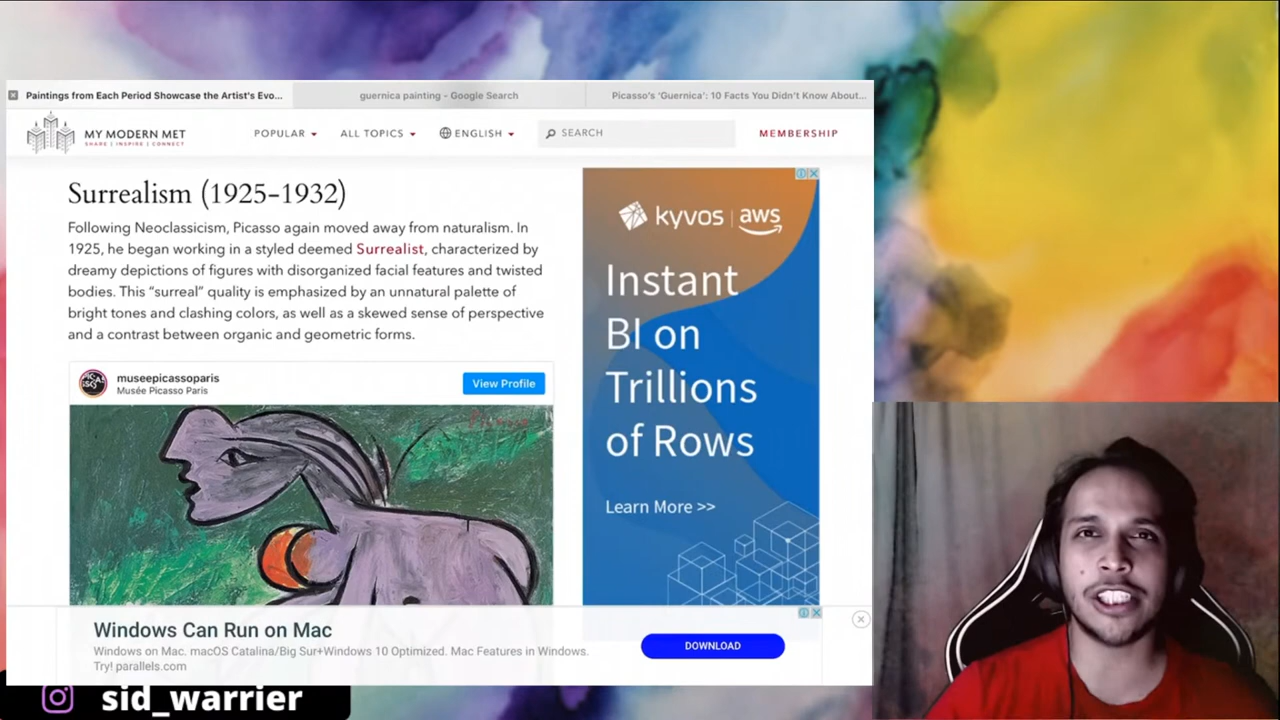 Paintings from Each Period Showcase the Artist's Evo...
guernica painting - Google Search
Picasso's 'Guernica': 10 Facts You Didn't Know About...
MY MODERN MET
SHARE | INSPIRE | CONNECT
POPULAR
ALL TOPICS
ENGLISH
SEARCH
MEMBERSHIP
Surrealism (1925–1932)
Following Neoclassicism, Picasso again moved away from naturalism. In
1925, he began working in a styled deemed Surrealist, characterized by
dreamy depictions of figures with disorganized facial features and twisted
bodies. This “surreal” quality is emphasized by an unnatural palette of
bright tones and clashing colors, as well as a skewed sense of perspective
and a contrast between organic and geometric forms.
museepicassoparis
Musée Picasso Paris
View Profile
Picasso
kyvos | aws
Instant
BI on
Trillions
of Rows
Learn More >>
Windows Can Run on Mac
Windows on Mac. macOS Catalina/Big Sur+Windows 10 Optimized. Mac Features in Windows.
Try! parallels.com
DOWNLOAD
sid_warrier